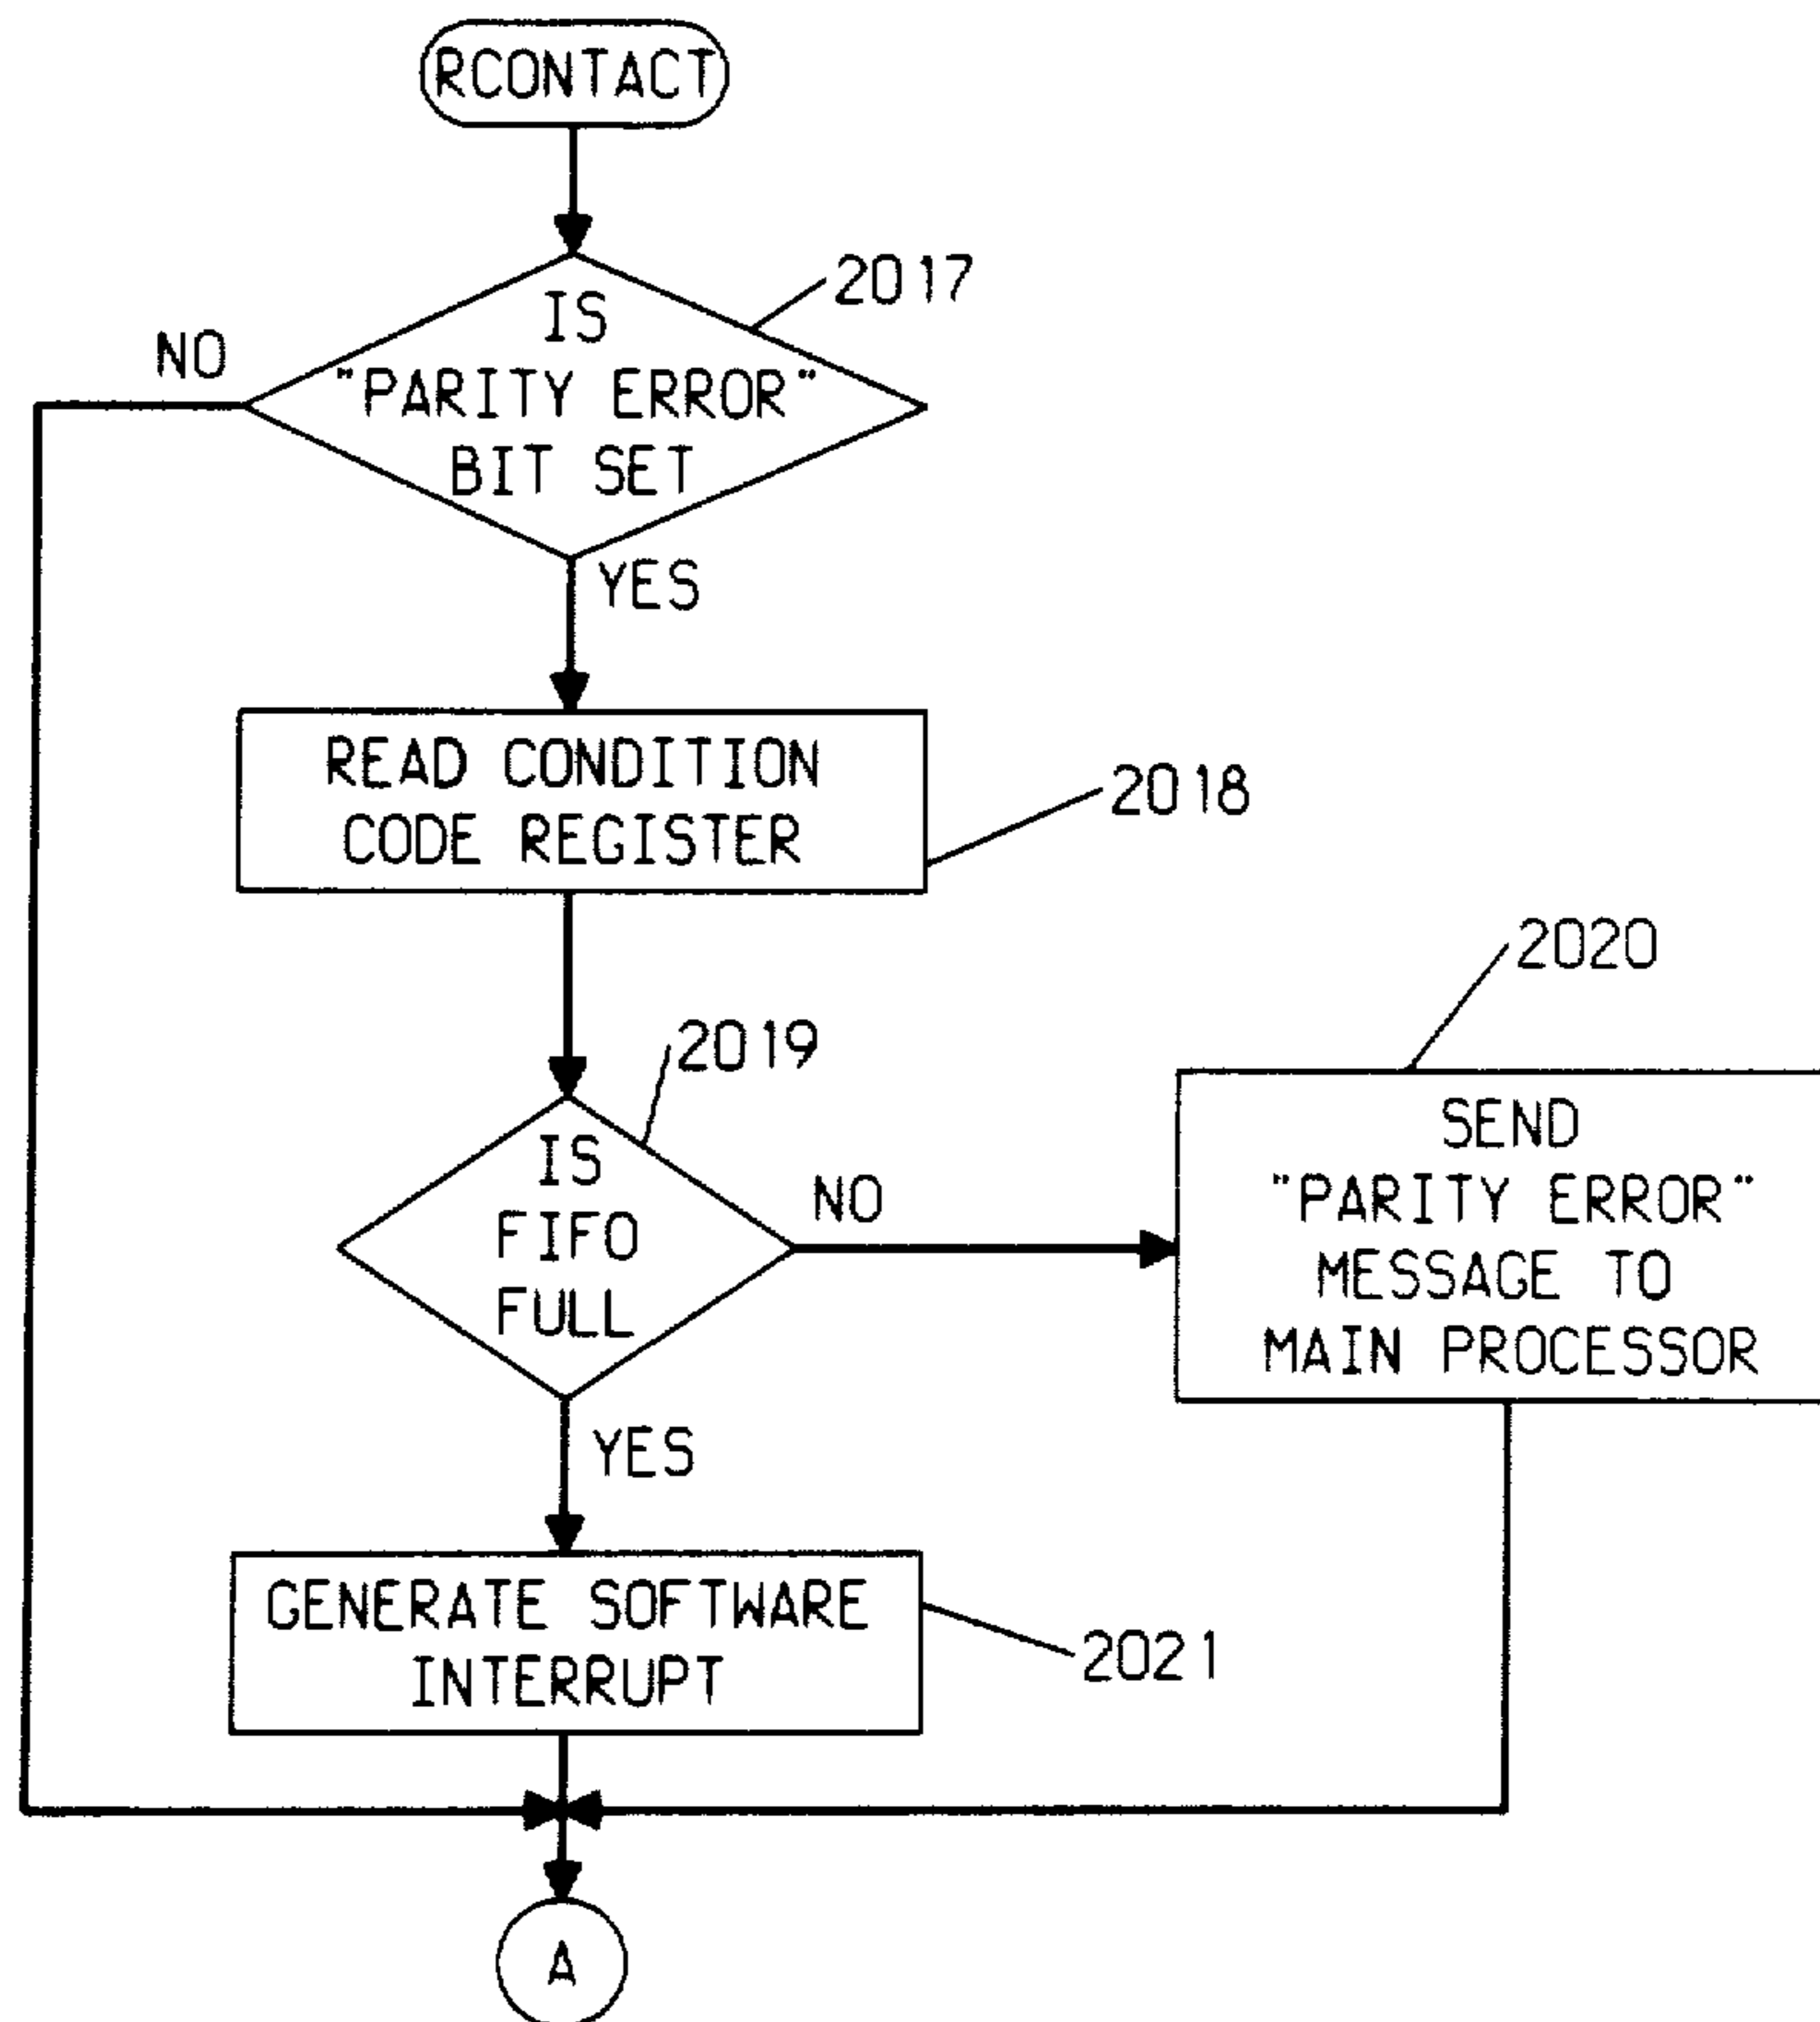 RCONTACT
2017
IS
"PARITY ERROR"
BIT SET
NO
YES
READ CONDITION
CODE REGISTER
2018
2019
IS
FIFO
FULL
NO
2020
SEND
"PARITY ERROR"
MESSAGE TO
MAIN PROCESSOR
YES
GENERATE SOFTWARE
INTERRUPT
2021
A